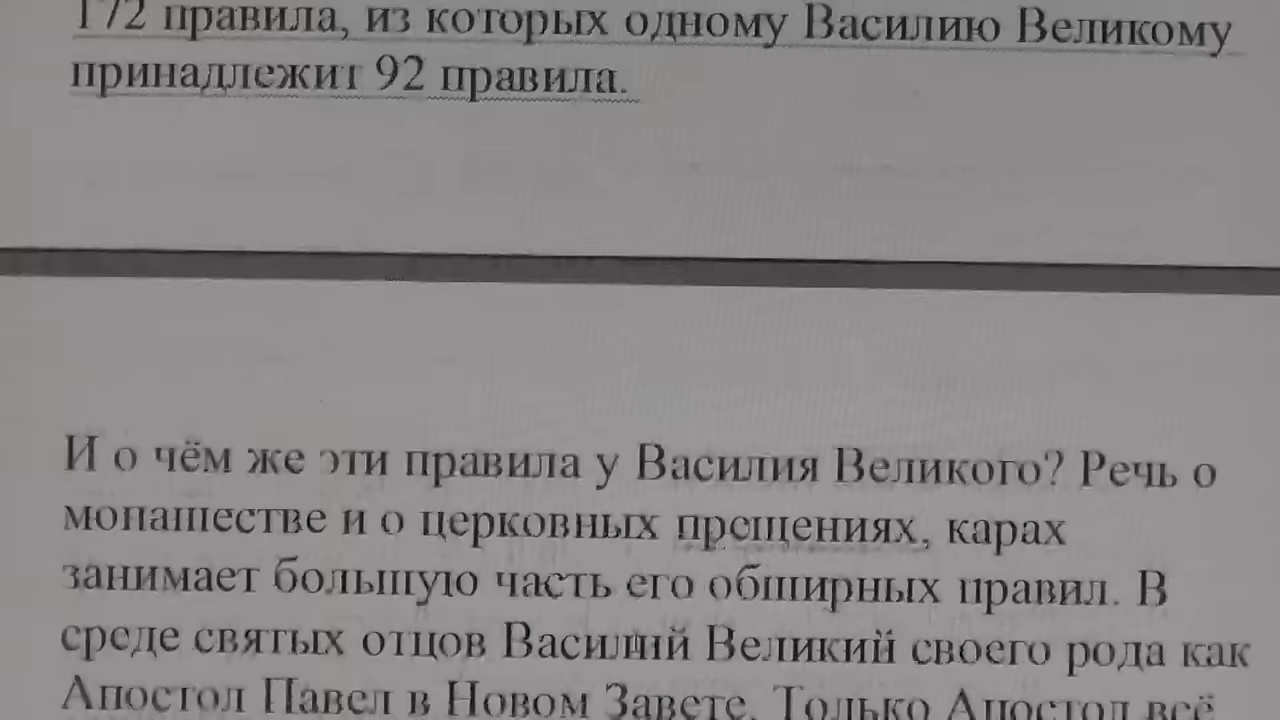 172 правила, из которых одному Василию Великому
принадлежит 92 правила.
И о чём же эти правила у Василия Великого? Речь о
монашестве и о церковных прещениях, карах
занимает большую часть его обширных правил. В
среде святых отцов Василий Великий своего рода как
Апостол Павел в Новом Завете. Только Апостол всё